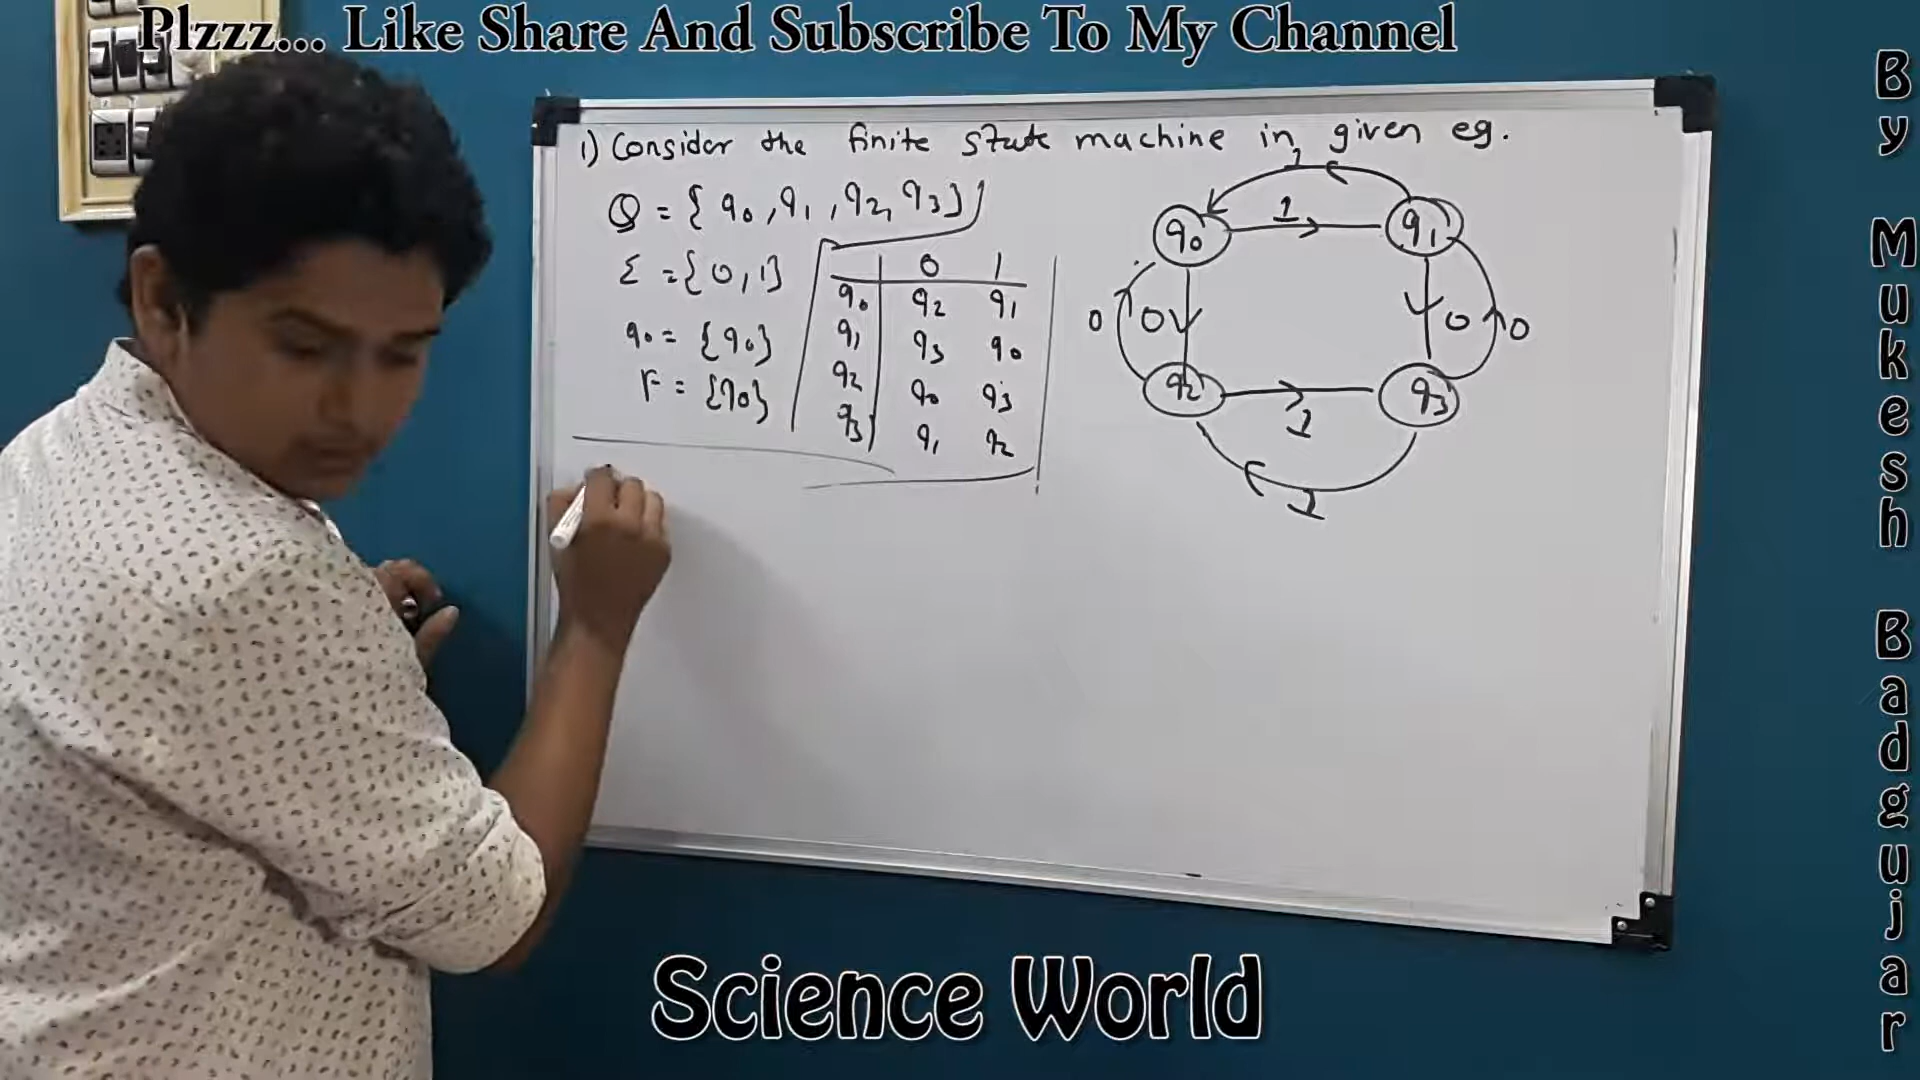 Plzzz... Like Share And Subscribe To My Channel
By Mukesh Badgujar
1) Consider the finite state machine in given eg.
Q = { q0, q1, q2, q3 }
Σ = {0, 1}
q0 = {q0}
F = {q0}
0 1
q0 q2 q1
q1 q3 q0
q2 q0 q3
q3 q1 q2
1
q0 1 q1
0 0 0 0
q2 1 q3
1
Science World